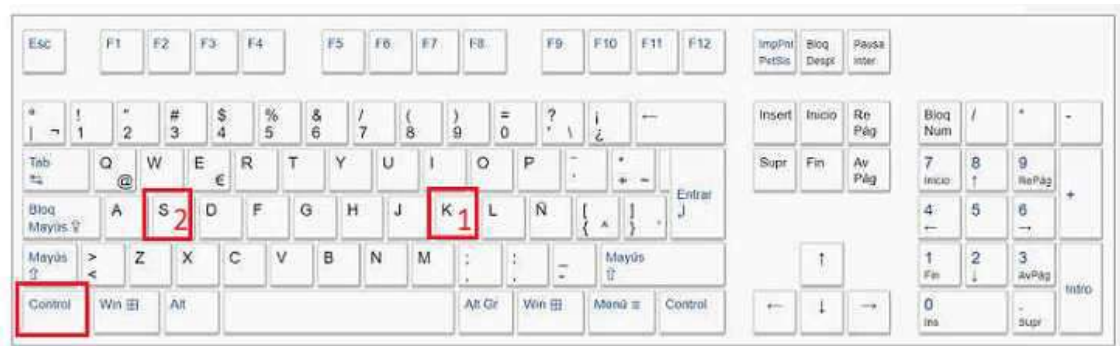 Esc F1 F2 F3 F4 F5 F6 F7 F8 F9 F10 F11 F12 ImpPnt Bloq Pausa
PetSis Despl Inter
° ! " # $ % & / ( ) = ? ¡ ←
| ¬ 1 2 3 4 5 6 7 8 9 0 ' \ ¿
Insert Inicio Re Pág Bloq Num / * -
Tab Q @ W E € R T Y U I O P ¨ ´ * + ~ Entrar
Supr Fin Av Pág 7 Inicio 8 ↑ 9 RePág +
Bloq Mayús ⇧ A S 2 D F G H J K 1 L Ñ [ { ^ ] }
4 ← 5 6 →
Mayús ⇧ > < Z X C V B N M ; , : . _ - Mayús ⇧
↑ 1 Fin 2 ↓ 3 AvPág Intro
Control Win Alt Alt Gr Win Menú Control
← ↓ → 0 Ins . Supr